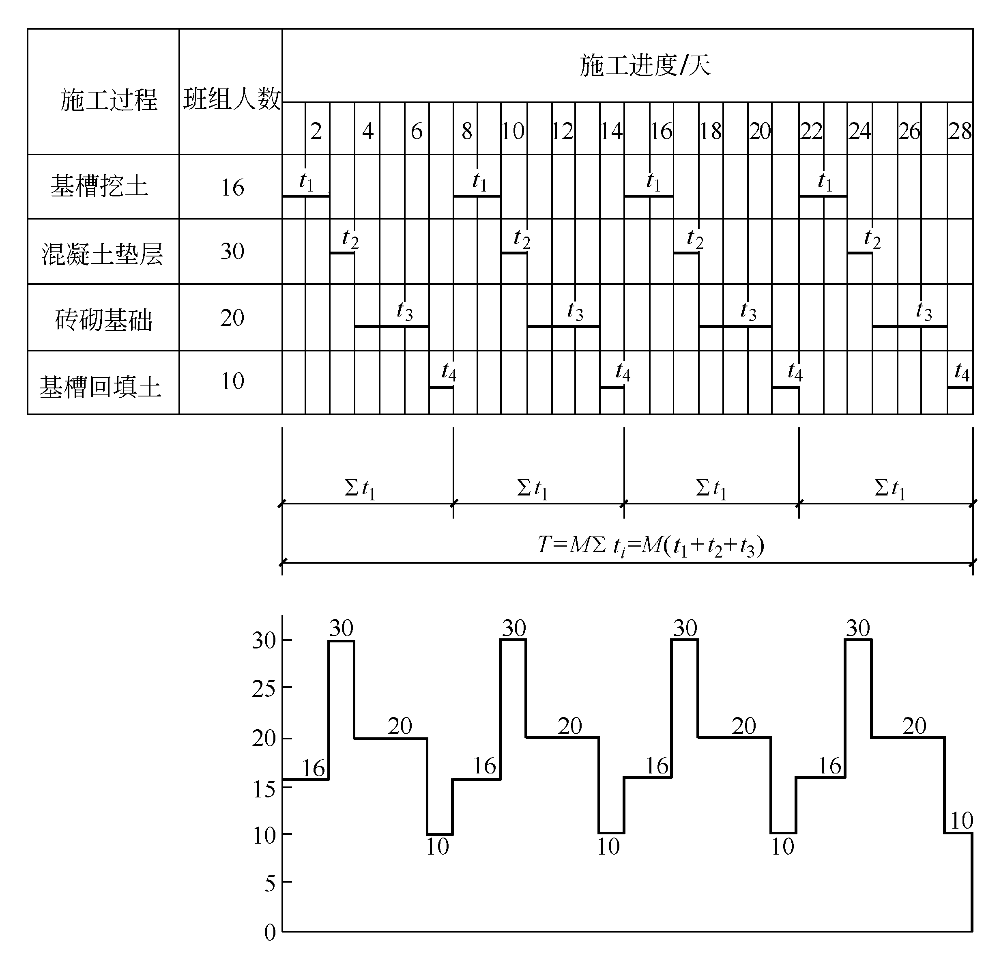 施工过程 班组人数 施工进度/天
2 4 6 8 10 12 14 16 18 20 22 24 26 28
基槽挖土 16 t1 t1 t1 t1
混凝土垫层 30 t2 t2 t2 t2
砖砌基础 20 t3 t3 t3 t3
基槽回填土 10 t4 t4 t4 t4
Σt1 Σt1 Σt1 Σt1
T=MΣ ti=M(t1+t2+t3)
30 30 30 30 30
25
20 20 20 20 20
16 16 16 16
15
10 10 10 10 10
5
0